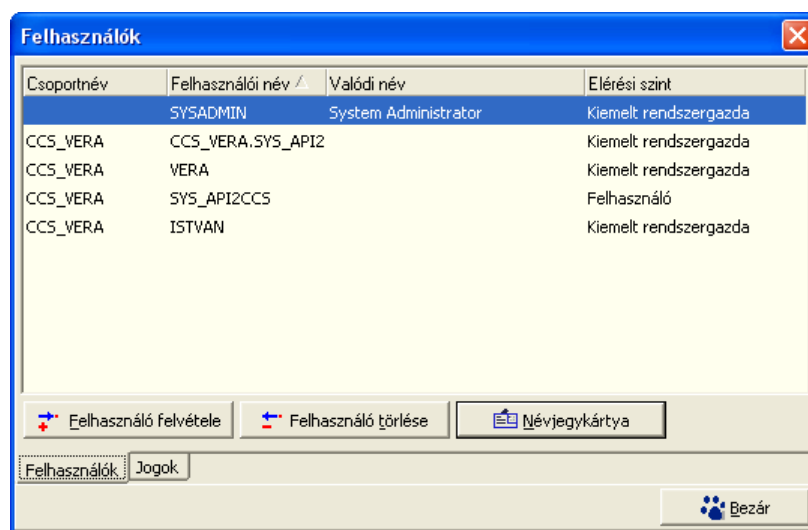 Felhasználók
Csoportnév Felhasználói név Valódi név Elérési szint
SYSADMIN System Administrator Kiemelt rendszergazda
CCS_VERA CCS_VERA.SYS_API2 Kiemelt rendszergazda
CCS_VERA VERA Kiemelt rendszergazda
CCS_VERA SYS_API2CCS Felhasználó
CCS_VERA ISTVAN Kiemelt rendszergazda
Felhasználó felvétele Felhasználó törlése Névjegykártya
Felhasználók Jogok
Bezár